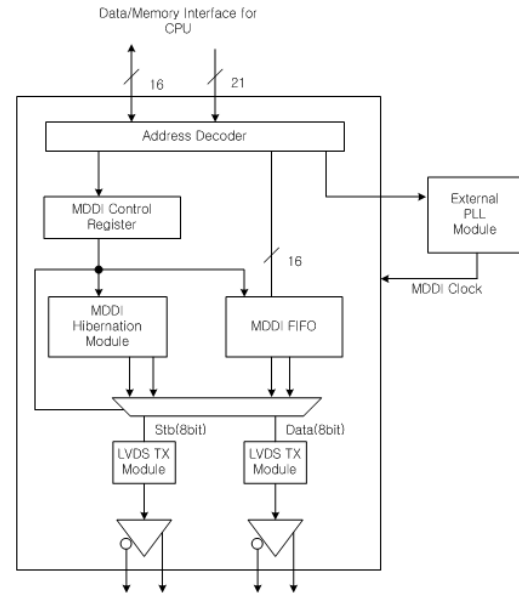 Data/Memory Interface for
CPU
16
21
Address Decoder
MDDI Control
Register
External
PLL
Module
16
MDDI Clock
MDDI
Hibernation
Module
MDDI FIFO
Stb(8bit)
Data(8bit)
LVDS TX
Module
LVDS TX
Module